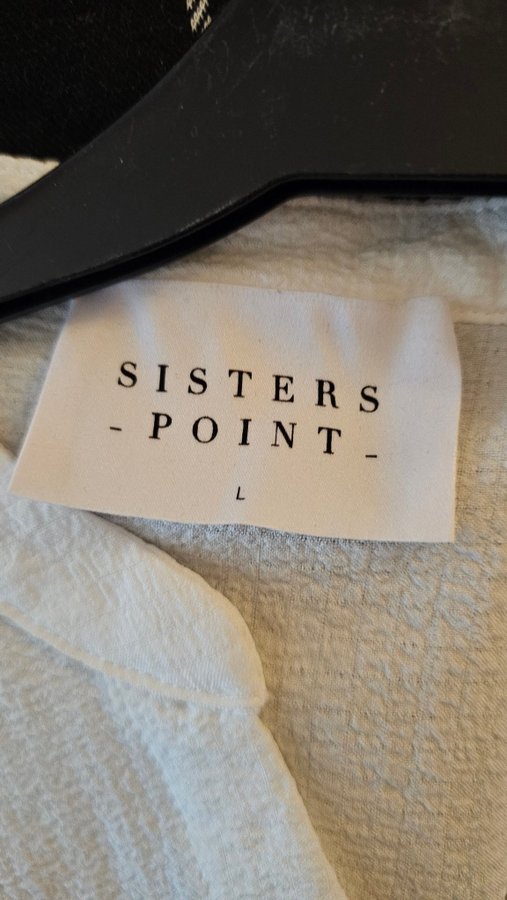 SISTERS
- POINT -
L